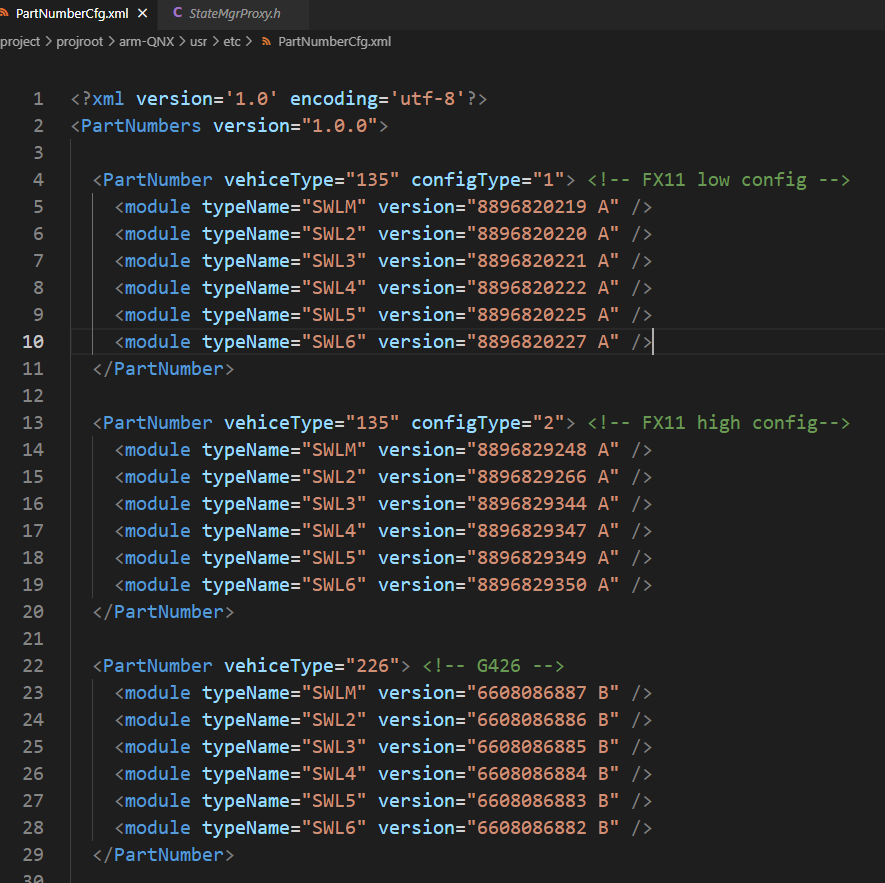 PartNumberCfg.xml × C StateMgrProxy.h
project > projroot > arm-QNX > usr > etc > PartNumberCfg.xml
1 <?xml version='1.0' encoding='utf-8'?>
2 <PartNumbers version="1.0.0">
3
4 <PartNumber vehiceType="135" configType="1"> <!-- FX11 low config -->
5 <module typeName="SWLM" version="8896820219 A" />
6 <module typeName="SWL2" version="8896820220 A" />
7 <module typeName="SWL3" version="8896820221 A" />
8 <module typeName="SWL4" version="8896820222 A" />
9 <module typeName="SWL5" version="8896820225 A" />
10 <module typeName="SWL6" version="8896820227 A" />
11 </PartNumber>
12
13 <PartNumber vehiceType="135" configType="2"> <!-- FX11 high config-->
14 <module typeName="SWLM" version="8896829248 A" />
15 <module typeName="SWL2" version="8896829266 A" />
16 <module typeName="SWL3" version="8896829344 A" />
17 <module typeName="SWL4" version="8896829347 A" />
18 <module typeName="SWL5" version="8896829349 A" />
19 <module typeName="SWL6" version="8896829350 A" />
20 </PartNumber>
21
22 <PartNumber vehiceType="226"> <!-- G426 -->
23 <module typeName="SWLM" version="6608086887 B" />
24 <module typeName="SWL2" version="6608086886 B" />
25 <module typeName="SWL3" version="6608086885 B" />
26 <module typeName="SWL4" version="6608086884 B" />
27 <module typeName="SWL5" version="6608086883 B" />
28 <module typeName="SWL6" version="6608086882 B" />
29 </PartNumber>
30